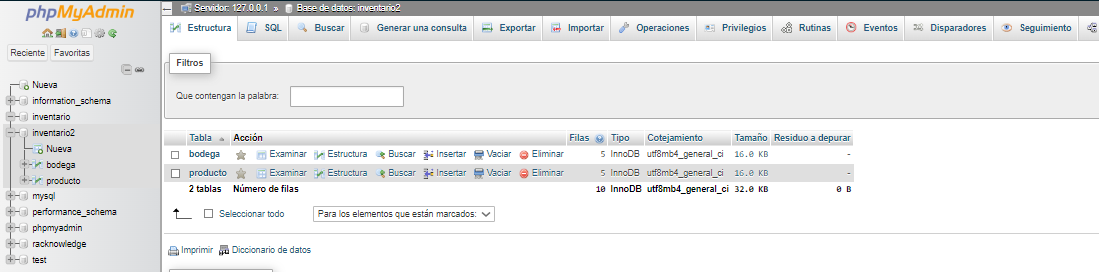 phpMyAdmin
Reciente Favoritas
Nueva
information_schema
inventario
inventario2
Nueva
bodega
producto
mysql
performance_schema
phpmyadmin
racknowledge
test
Servidor: 127.0.0.1 » Base de datos: inventario2
Estructura SQL Buscar Generar una consulta Exportar Importar Operaciones Privilegios Rutinas Eventos Disparadores Seguimiento
Filtros
Que contengan la palabra:
Tabla Acción Filas Tipo Cotejamiento Tamaño Residuo a depurar
bodega Examinar Estructura Buscar Insertar Vaciar Eliminar 5 InnoDB utf8mb4_general_ci 16.0 KB -
producto Examinar Estructura Buscar Insertar Vaciar Eliminar 5 InnoDB utf8mb4_general_ci 16.0 KB -
2 tablas Número de filas 10 InnoDB utf8mb4_general_ci 32.0 KB 0 B
Seleccionar todo Para los elementos que están marcados:
Imprimir Diccionario de datos